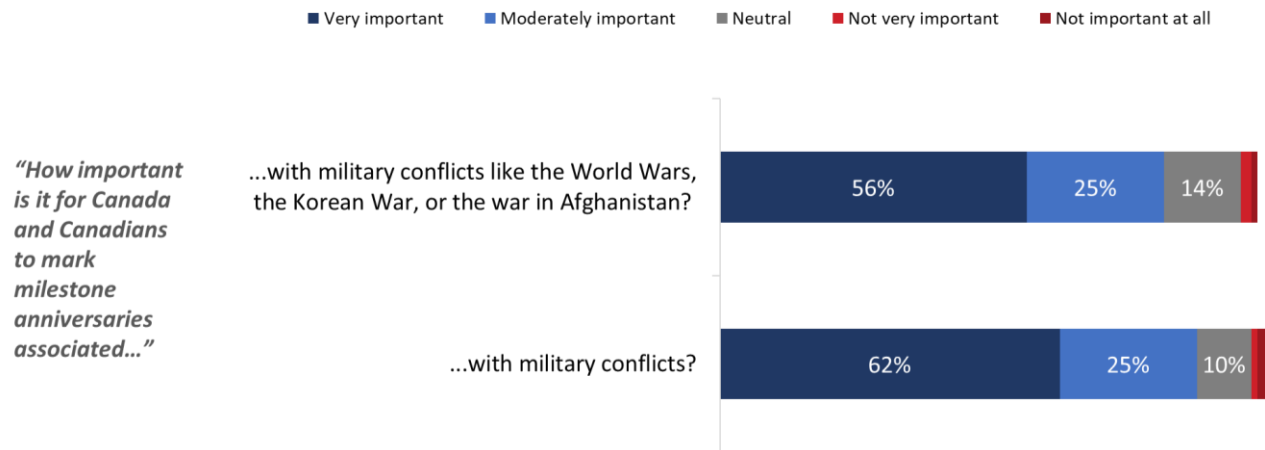 Very important Moderately important Neutral Not very important Not important at all
“How important
is it for Canada
and Canadians
to mark
milestone
anniversaries
associated...”
...with military conflicts like the World Wars,
the Korean War, or the war in Afghanistan?
56% 25% 14%
...with military conflicts?
62% 25% 10%